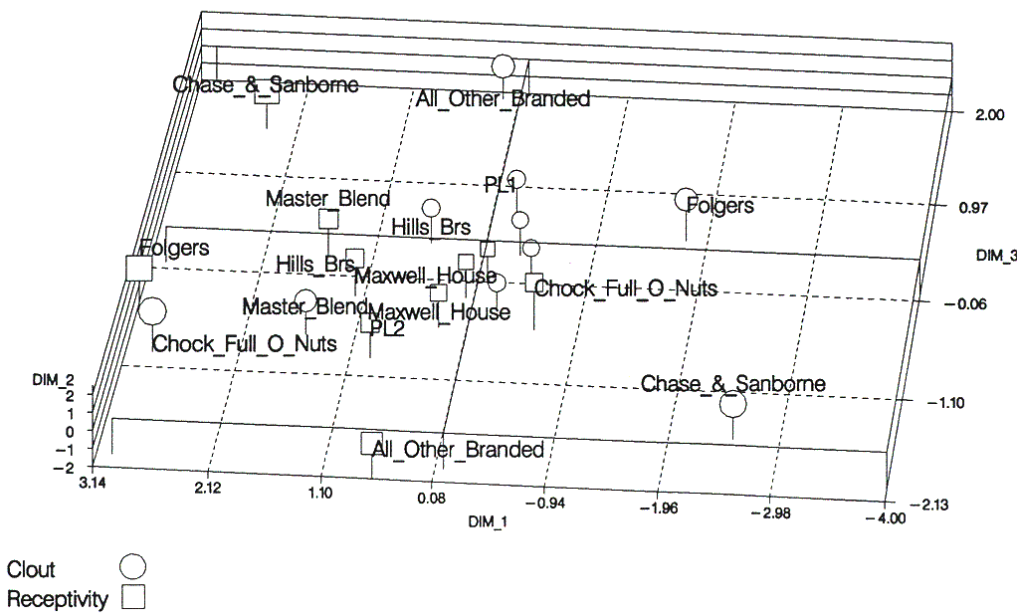 Chase_&_Sanborne
All_Other_Branded
2.00
PL1
Master_Blend
Folgers
0.97
Hills_Brs
Folgers
DIM_3
Hills_Brs
Maxwell_House
Chock_Full_O_Nuts
-0.06
Master_Blend
Maxwell_House
PL2
Chock_Full_O_Nuts
DIM_2
2
1
0
-1
-2
Chase_&_Sanborne
-1.10
All_Other_Branded
3.14
2.12
1.10
0.08
-0.94
-1.96
-2.98
-4.00
-2.13
DIM_1
Clout
Receptivity